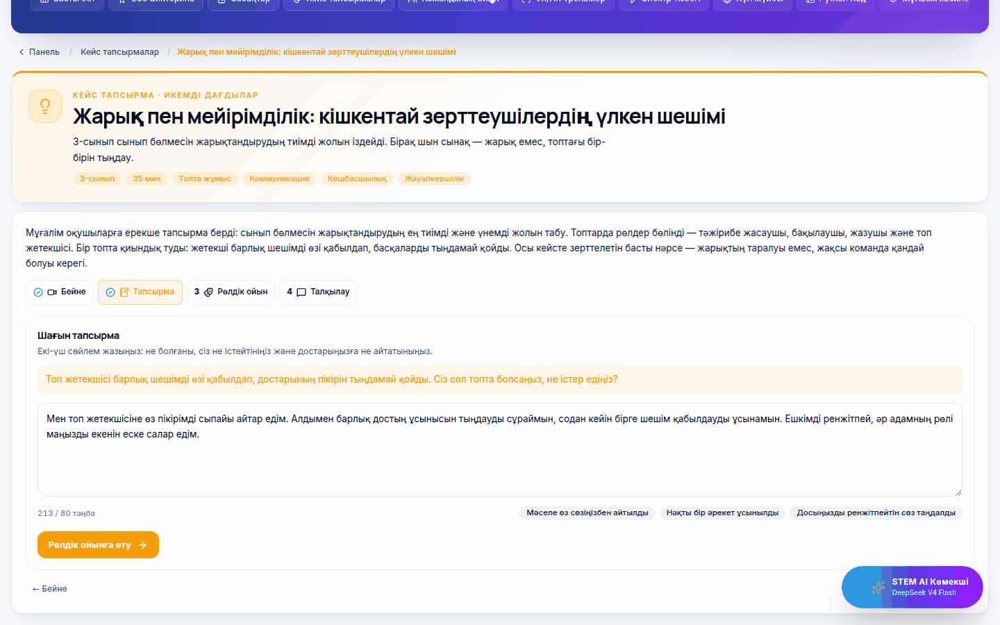 Панель / Кейс тапсырмалар / Жарық пен мейірімділік: кішкентай зерттеушілердің үлкен шешімі
КЕЙС ТАПСЫРМА · ИКЕМДІ ДАҒДЫЛАР
Жарық пен мейірімділік: кішкентай зерттеушілердің үлкен шешімі
3-сынып сынып бөлмесін жарықтандырудың тиімді жолын іздейді. Бірақ шын сынақ — жарық емес, топтағы бір-
бірін тыңдау.
3-сынып 35 мин Топта жұмыс Коммуникация Көшбасшылық Жауапкершілік
Мұғалім оқушыларға ерекше тапсырма берді: сынып бөлмесін жарықтандырудың ең тиімді және үнемді жолын табу. Топтарда рөлдер бөлінді — тәжірибе жасаушы, бақылаушы, жазушы және топ
жетекшісі. Бір топта қиындық туды: жетекші барлық шешімді өзі қабылдап, басқаларды тыңдамай қойды. Осы кейсте зерттелетін басты нәрсе — жарықтың таралуы емес, жақсы команда қандай
болуы керегі.
Бейне Тапсырма 3 Рөлдік ойын 4 Талқылау
Шағын тапсырма
Екі-үш сөйлем жазыңыз: не болғаны, сіз не істейтініңіз және достарыңызға не айтатыныңыз.
Топ жетекшісі барлық шешімді өзі қабылдап, достарының пікірін тыңдамай қойды. Сіз сол топта болсаңыз, не істер едіңіз?
Мен топ жетекшісіне өз пікірімді сыпайы айтар едім. Алдымен барлық достың ұсынысын тыңдауды сұраймын, содан кейін бірге шешім қабылдауды ұсынамын. Ешкімді ренжітпей, әр адамның рөлі
маңызды екенін еске салар едім.
213 / 80 таңба Мәселе өз сөзіңізбен айтылды Нақты бір әрекет ұсынылды Досыңызды ренжітпейтін сөз таңдалды
Рөлдік ойынға өту →
← Бейне
STEM AI Көмекші
DeepSeek V4 Flash